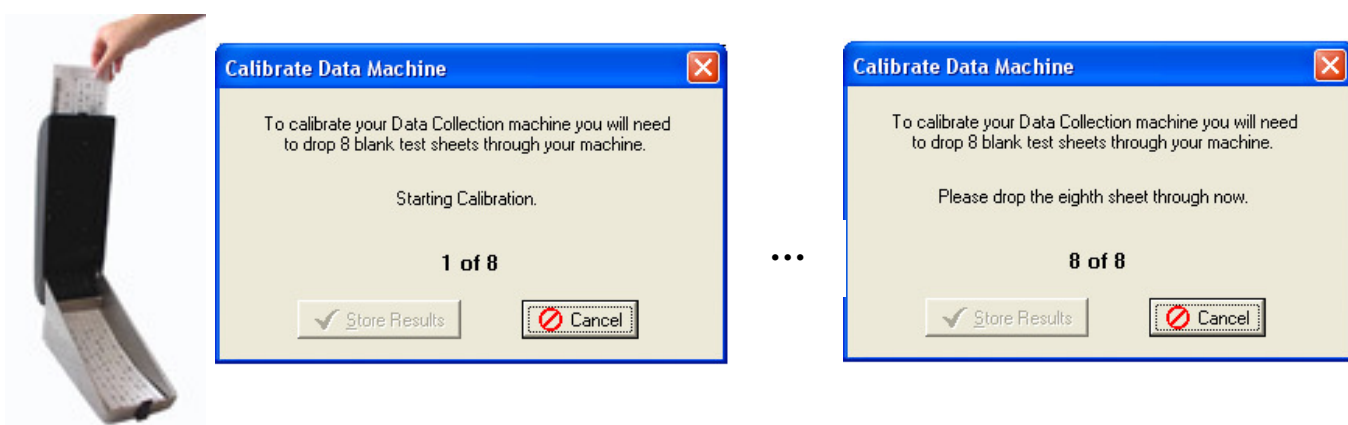 Calibrate Data Machine
To calibrate your Data Collection machine you will need
to drop 8 blank test sheets through your machine.
Starting Calibration.
1 of 8
Store Results
Cancel
...
Calibrate Data Machine
To calibrate your Data Collection machine you will need
to drop 8 blank test sheets through your machine.
Please drop the eighth sheet through now.
8 of 8
Store Results
Cancel